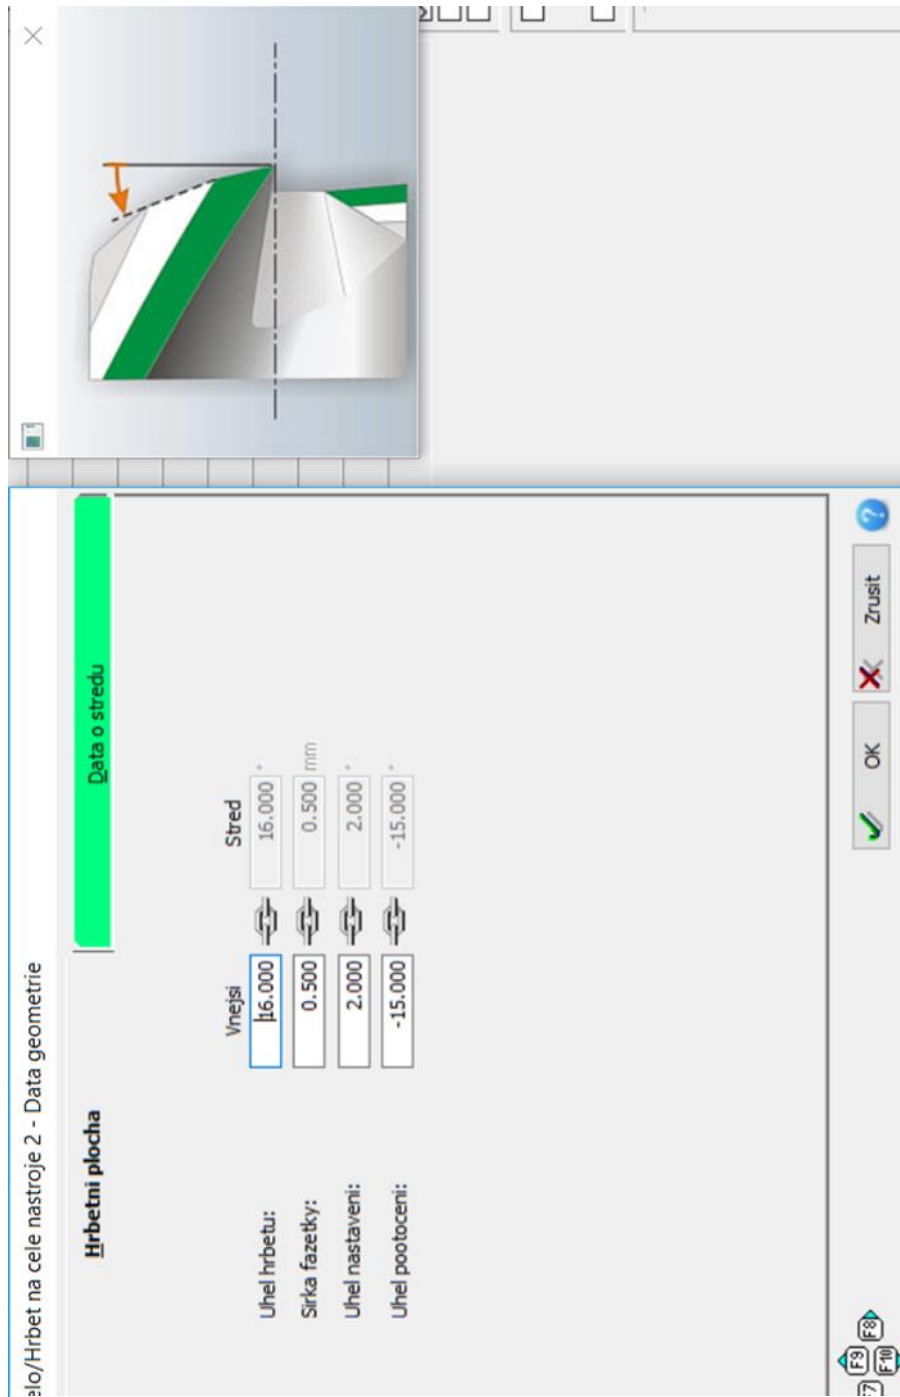 elo/Hrbet na cele nastroje 2 - Data geometrie
Hrbetni plocha
Data o stredu
Vnejsi Stred
Uhel hrbetu: 16.000 16.000 °
Sirka fazetky: 0.500 0.500 mm
Uhel nastaveni: 2.000 2.000 °
Uhel pootoceni: -15.000 -15.000 °
F7 F9 F10 F8
OK Zrusit ?